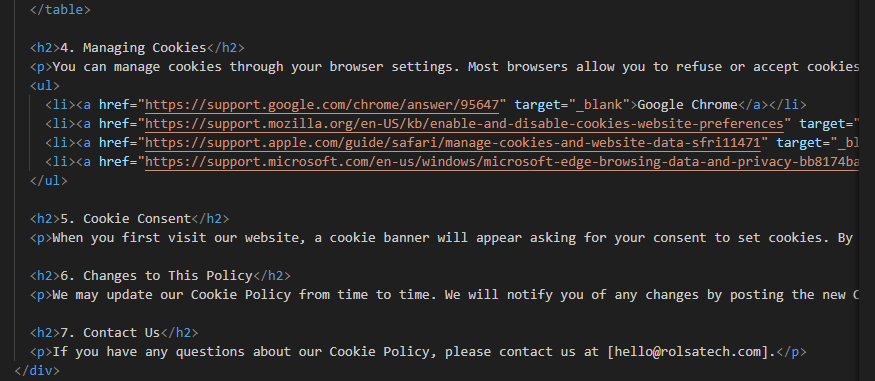 </table>
<h2>4. Managing Cookies</h2>
<p>You can manage cookies through your browser settings. Most browsers allow you to refuse or accept cookies
<ul>
<li><a href="https://support.google.com/chrome/answer/95647" target="_blank">Google Chrome</a></li>
<li><a href="https://support.mozilla.org/en-US/kb/enable-and-disable-cookies-website-preferences" target="
<li><a href="https://support.apple.com/guide/safari/manage-cookies-and-website-data-sfri11471" target="_bl
<li><a href="https://support.microsoft.com/en-us/windows/microsoft-edge-browsing-data-and-privacy-bb8174ba
</ul>
<h2>5. Cookie Consent</h2>
<p>When you first visit our website, a cookie banner will appear asking for your consent to set cookies. By
<h2>6. Changes to This Policy</h2>
<p>We may update our Cookie Policy from time to time. We will notify you of any changes by posting the new C
<h2>7. Contact Us</h2>
<p>If you have any questions about our Cookie Policy, please contact us at [hello@rolsatech.com].</p>
</div>